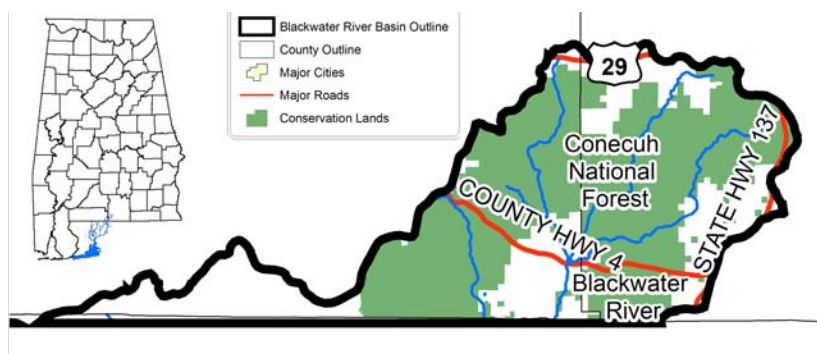 Blackwater River Basin Outline
County Outline
Major Cities
Major Roads
Conservation Lands
29
Conecuh
National
Forest
STATE HWY 137
COUNTY HWY 4
Blackwater
River